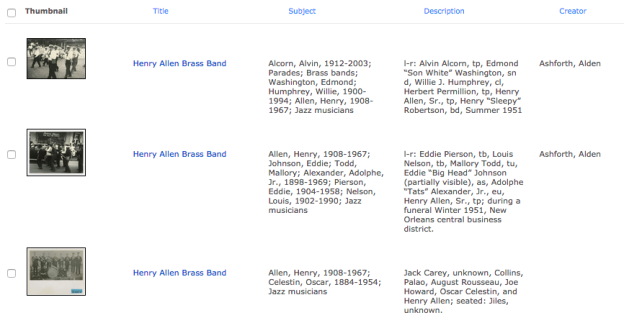 Thumbnail Title Subject Description Creator
Henry Allen Brass Band
Alcorn, Alvin, 1912-2003;
Parades; Brass bands;
Washington, Edmond;
Humphrey, Willie, 1900-
1994; Allen, Henry, 1908-
1967; Jazz musicians
l-r: Alvin Alcorn, tp, Edmond
“Son White” Washington, sn
d, Willie J. Humphrey, cl,
Herbert Permillion, tp, Henry
Allen, Sr., tp, Henry “Sleepy”
Robertson, bd, Summer 1951
Ashforth, Alden
Henry Allen Brass Band
Allen, Henry, 1908-1967;
Johnson, Eddie; Todd,
Mallory; Alexander, Adolphe,
Jr., 1898-1969; Pierson,
Eddie, 1904-1958; Nelson,
Louis, 1902-1990; Jazz
musicians
l-r: Eddie Pierson, tb, Louis
Nelson, tb, Mallory Todd, tu,
Eddie “Big Head” Johnson
(partially visible), as, Adolphe
“Tats” Alexander, Jr., eu,
Henry Allen, Sr., tp; during a
funeral Winter 1951, New
Orleans central business
district.
Ashforth, Alden
Henry Allen Brass Band
Allen, Henry, 1908-1967;
Celestin, Oscar, 1884-1954;
Jazz musicians
Jack Carey, unknown, Collins,
Palao, August Rousseau, Joe
Howard, Oscar Celestin, and
Henry Allen; seated: Jiles,
unknown.